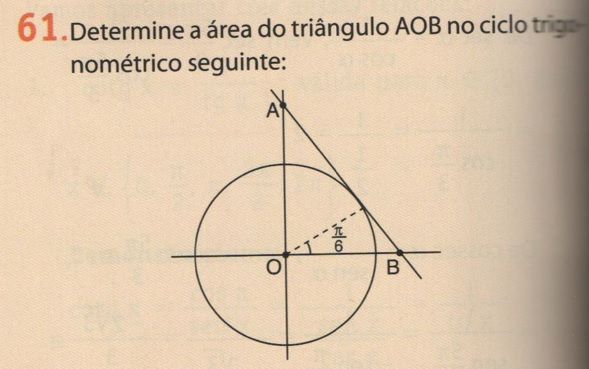 61. Determine a área do triângulo AOB no ciclo trigo-
nométrico seguinte:
A
π
6
O
B